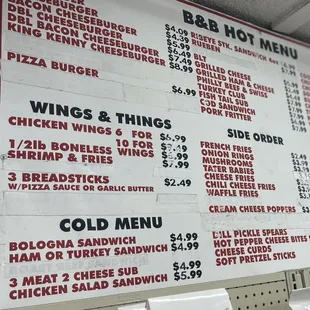 B&B HOT MENU
BACON CHEESEBURGER $4.09
DBL CHEESEBURGER $4.39
DBL BACON CHEESEBURGER $5.99
KING KENNY CHEESEBURGER $6.49
$7.49
$8.99
PIZZA BURGER $6.99
RIBEYE STK. SANDWICH
REUBEN
BLT
GRILLED CHEESE
GRILLED HAM & CHEESE
PHILLY BEEF & SWISS
TURKEY CLUB
FISH TAIL SUB
COD SANDWICH
PORK FRITTER
WINGS & THINGS
CHICKEN WINGS 6 FOR $6.99
10 FOR
1/2lb BONELESS WINGS
SHRIMP & FRIES $7.99
3 BREADSTICKS $2.49
W/PIZZA SAUCE OR GARLIC BUTTER
SIDE ORDER
FRENCH FRIES
ONION RINGS
MUSHROOMS
TATER BABIES
CHEESE FRIES
CHILI CHEESE FRIES
WAFFLE FRIES
CREAM CHEESE POPPERS
DILL PICKLE SPEARS
HOT PEPPER CHEESE BITES
CHEESE CURDS
SOFT PRETZEL STICKS
COLD MENU
BOLOGNA SANDWICH $4.99
HAM OR TURKEY SANDWICH $4.99
3 MEAT 2 CHEESE SUB $4.99
CHICKEN SALAD SANDWICH $5.99